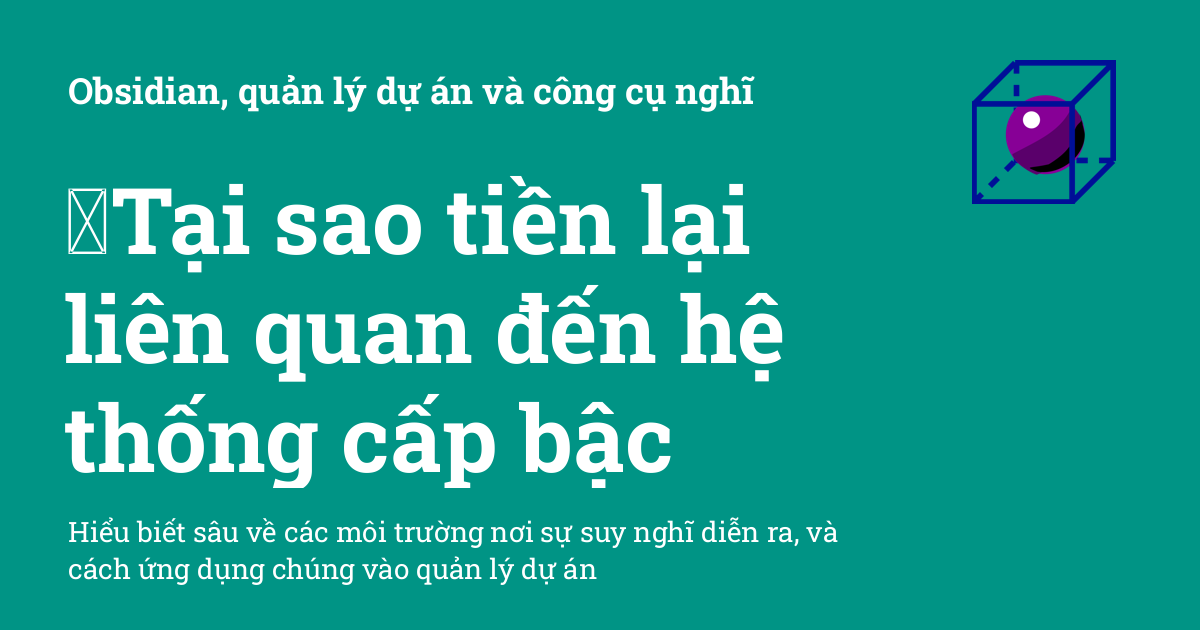 Obsidian, quản lý dự án và công cụ nghĩ
Tại sao tiền lại
liên quan đến hệ
thống cấp bậc
Hiểu biết sâu về các môi trường nơi sự suy nghĩ diễn ra, và
cách ứng dụng chúng vào quản lý dự án